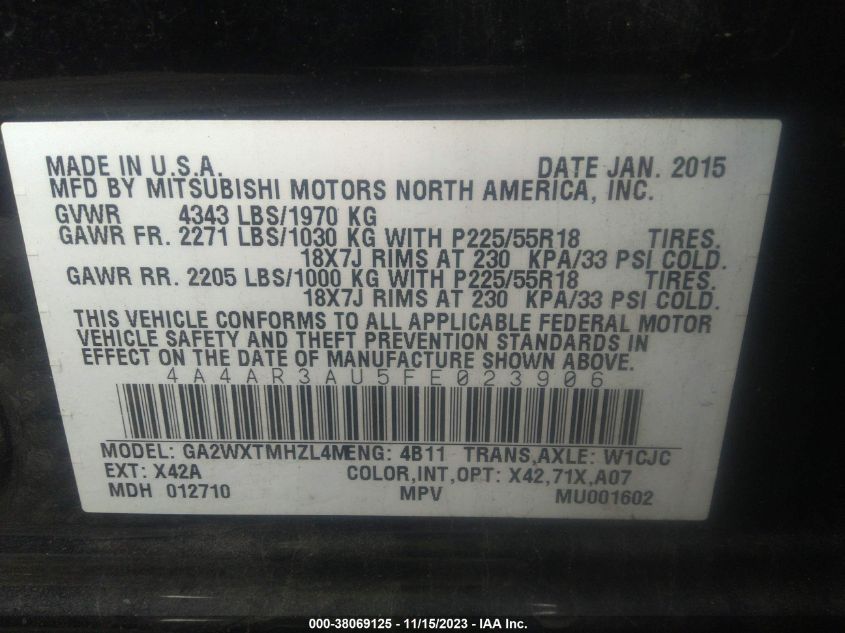 MADE IN U.S.A. DATE JAN. 2015
MFD BY MITSUBISHI MOTORS NORTH AMERICA, INC.
GVWR 4343 LBS/1970 KG
GAWR FR. 2271 LBS/1030 KG WITH P225/55R18 TIRES.
18X7J RIMS AT 230 KPA/33 PSI COLD.
GAWR RR. 2205 LBS/1000 KG WITH P225/55R18 TIRES.
18X7J RIMS AT 230 KPA/33 PSI COLD.
THIS VEHICLE CONFORMS TO ALL APPLICABLE FEDERAL MOTOR
VEHICLE SAFETY AND THEFT PREVENTION STANDARDS IN
EFFECT ON THE DATE OF MANUFACTURE SHOWN ABOVE.
4A4AR3AU5FE023906
MODEL: GA2WXTMHZL4M ENG: 4B11 TRANS,AXLE: W1CJC
EXT: X42A COLOR,INT,OPT: X42,71X,A07
MDH 012710 MPV MU001602
000-38069125 - 11/15/2023 - IAA Inc.